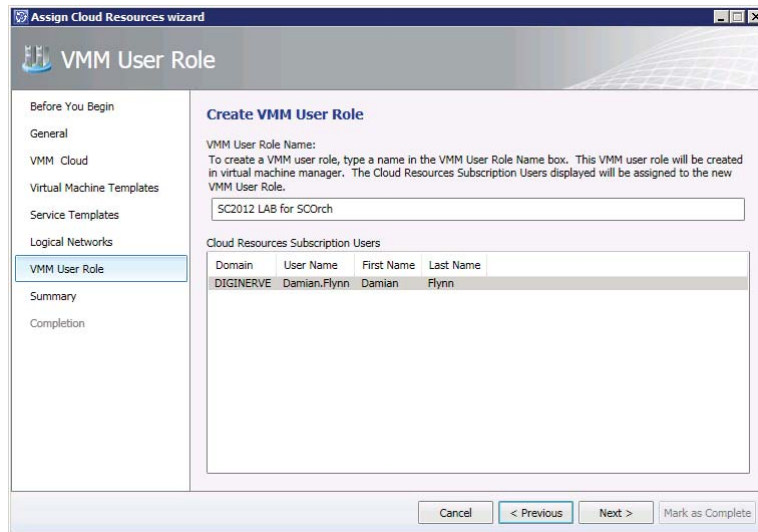 Assign Cloud Resources wizard
VMM User Role
Before You Begin
General
VMM Cloud
Virtual Machine Templates
Service Templates
Logical Networks
VMM User Role
Summary
Completion
Create VMM User Role
VMM User Role Name:
To create a VMM user role, type a name in the VMM User Role Name box. This VMM user role will be created
in virtual machine manager. The Cloud Resources Subscription Users displayed will be assigned to the new
VMM User Role.
SC2012 LAB for SCOrch
Cloud Resources Subscription Users
Domain User Name First Name Last Name
DIGINERVE Damian.Flynn Damian Flynn
Cancel < Previous Next > Mark as Complete